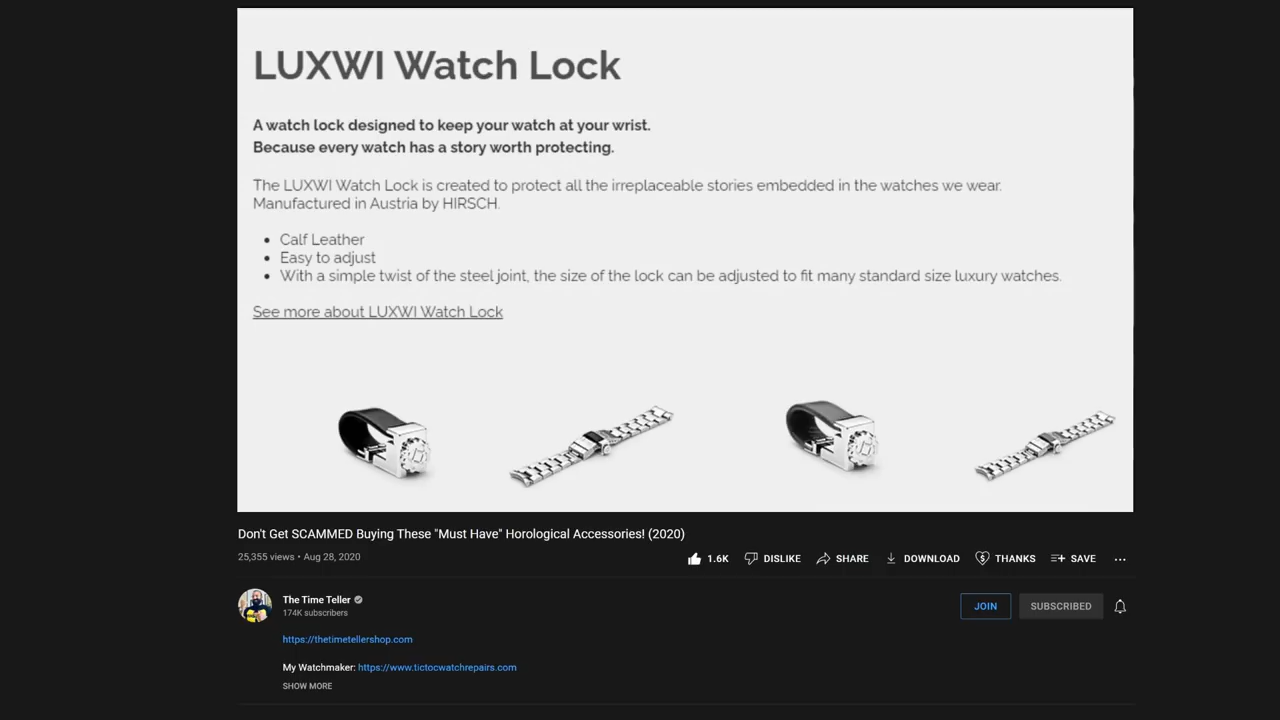 LUXWI Watch Lock
A watch lock designed to keep your watch at your wrist.
Because every watch has a story worth protecting.
The LUXWI Watch Lock is created to protect all the irreplaceable stories embedded in the watches we wear.
Manufactured in Austria by HIRSCH.
• Calf Leather
• Easy to adjust
• With a simple twist of the steel joint, the size of the lock can be adjusted to fit many standard size luxury watches.
See more about LUXWI Watch Lock
Don't Get SCAMMED Buying These "Must Have" Horological Accessories! (2020)
25,355 views • Aug 28, 2020
1.6K DISLIKE SHARE DOWNLOAD THANKS SAVE ...
The Time Teller
174K subscribers
JOIN SUBSCRIBED
https://thetimetellershop.com
My Watchmaker: https://www.tictocwatchrepairs.com
SHOW MORE